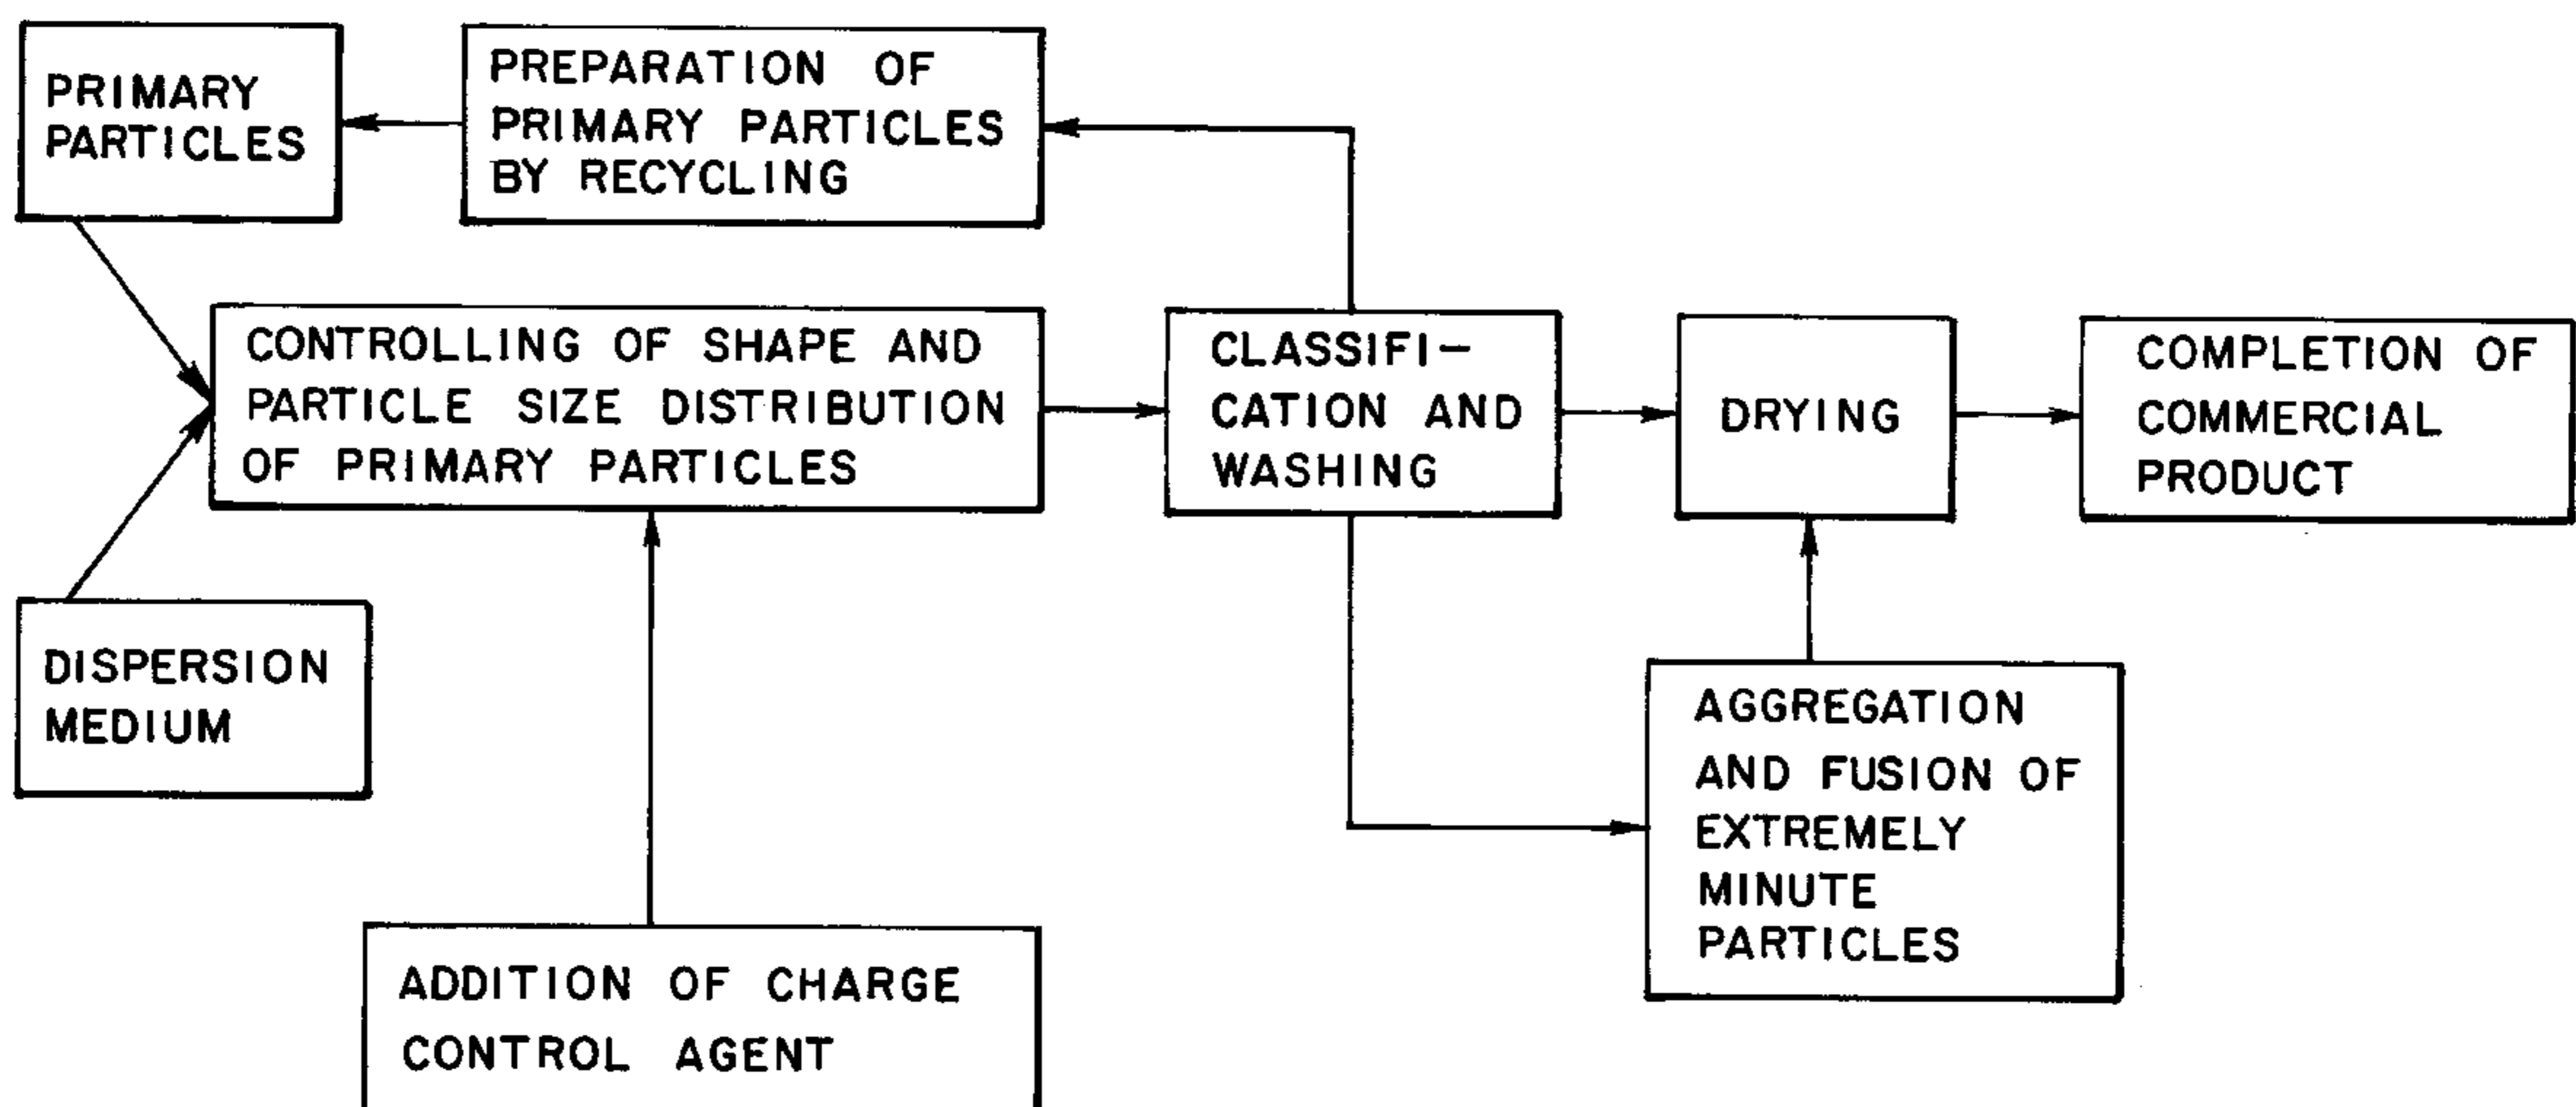 PRIMARY
PARTICLES
PREPARATION OF
PRIMARY PARTICLES
BY RECYCLING
CONTROLLING OF SHAPE AND
PARTICLE SIZE DISTRIBUTION
OF PRIMARY PARTICLES
CLASSIFI-
CATION AND
WASHING
DRYING
COMPLETION OF
COMMERCIAL
PRODUCT
DISPERSION
MEDIUM
AGGREGATION
AND FUSION OF
EXTREMELY
MINUTE
PARTICLES
ADDITION OF CHARGE
CONTROL AGENT